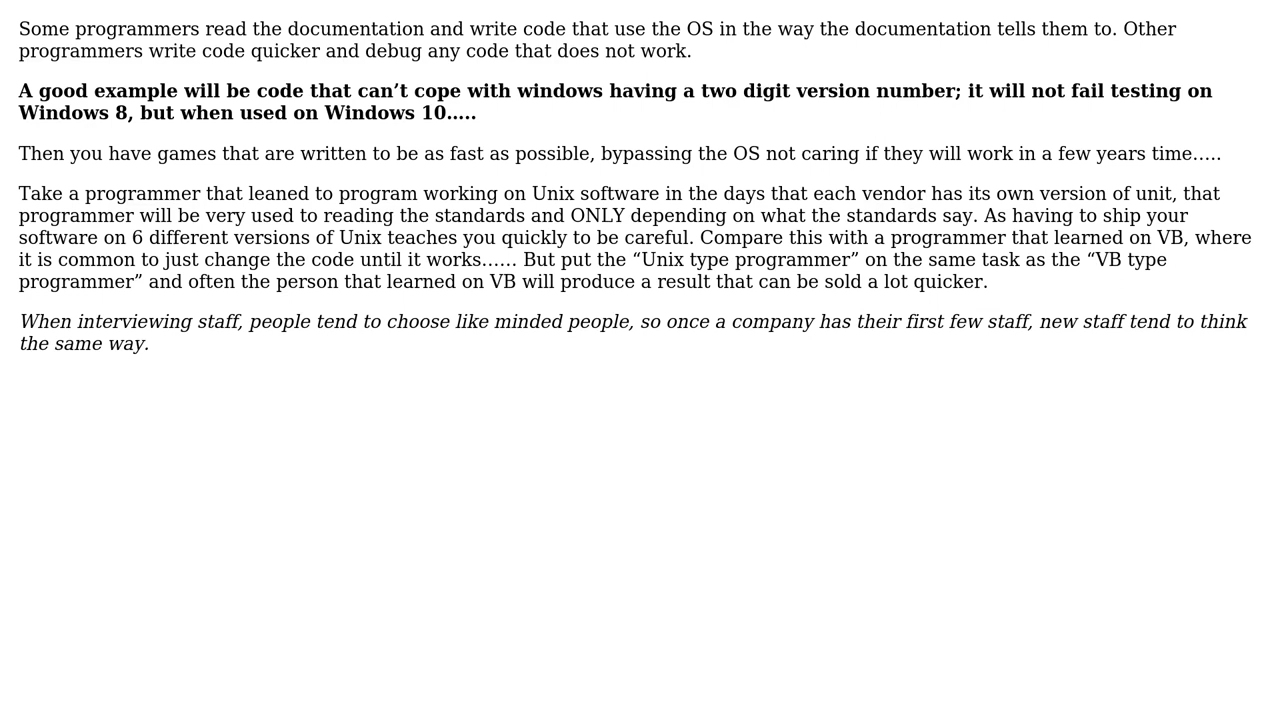 Some programmers read the documentation and write code that use the OS in the way the documentation tells them to. Other
programmers write code quicker and debug any code that does not work.
A good example will be code that can’t cope with windows having a two digit version number; it will not fail testing on
Windows 8, but when used on Windows 10…..
Then you have games that are written to be as fast as possible, bypassing the OS not caring if they will work in a few years time…..
Take a programmer that leaned to program working on Unix software in the days that each vendor has its own version of unit, that
programmer will be very used to reading the standards and ONLY depending on what the standards say. As having to ship your
software on 6 different versions of Unix teaches you quickly to be careful. Compare this with a programmer that learned on VB, where
it is common to just change the code until it works…… But put the “Unix type programmer” on the same task as the “VB type
programmer” and often the person that learned on VB will produce a result that can be sold a lot quicker.
When interviewing staff, people tend to choose like minded people, so once a company has their first few staff, new staff tend to think
the same way.